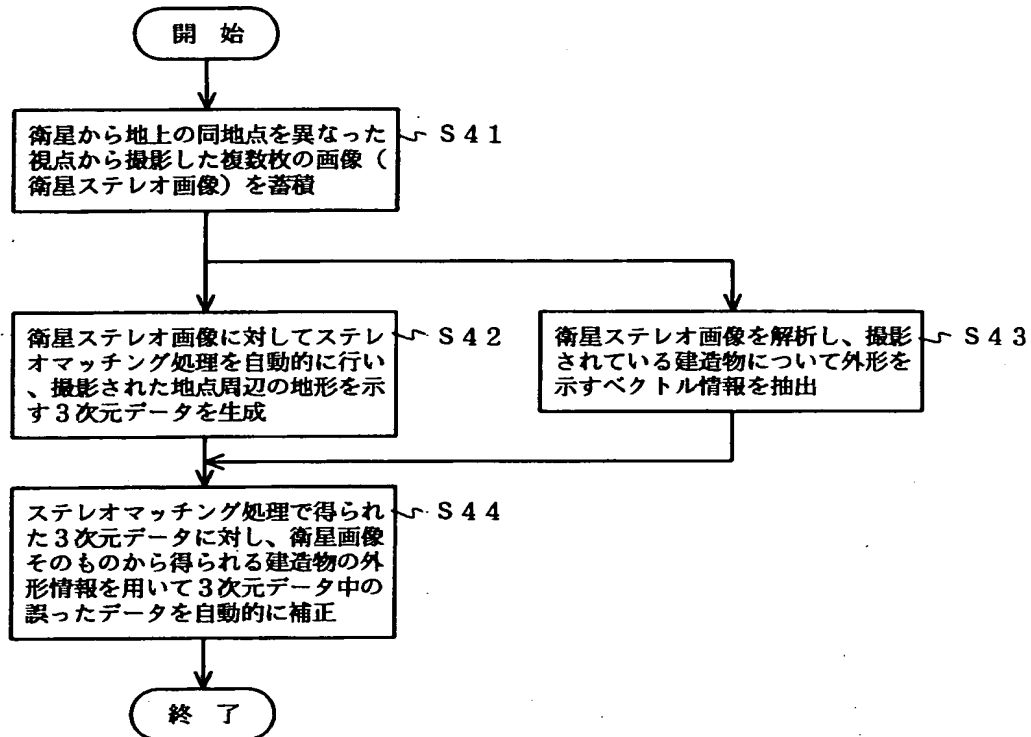 開 始
衛星から地上の同地点を異なった
視点から撮影した複数枚の画像（
衛星ステレオ画像）を蓄積
S41
衛星ステレオ画像に対してステレ
オマッチング処理を自動的に行い
、撮影された地点周辺の地形を示
す３次元データを生成
S42
衛星ステレオ画像を解析し、撮影
されている建造物について外形を
示すベクトル情報を抽出
S43
ステレオマッチング処理で得られ
た３次元データに対し、衛星画像
そのものから得られる建造物の外
形情報を用いて３次元データ中の
誤ったデータを自動的に補正
S44
終 了